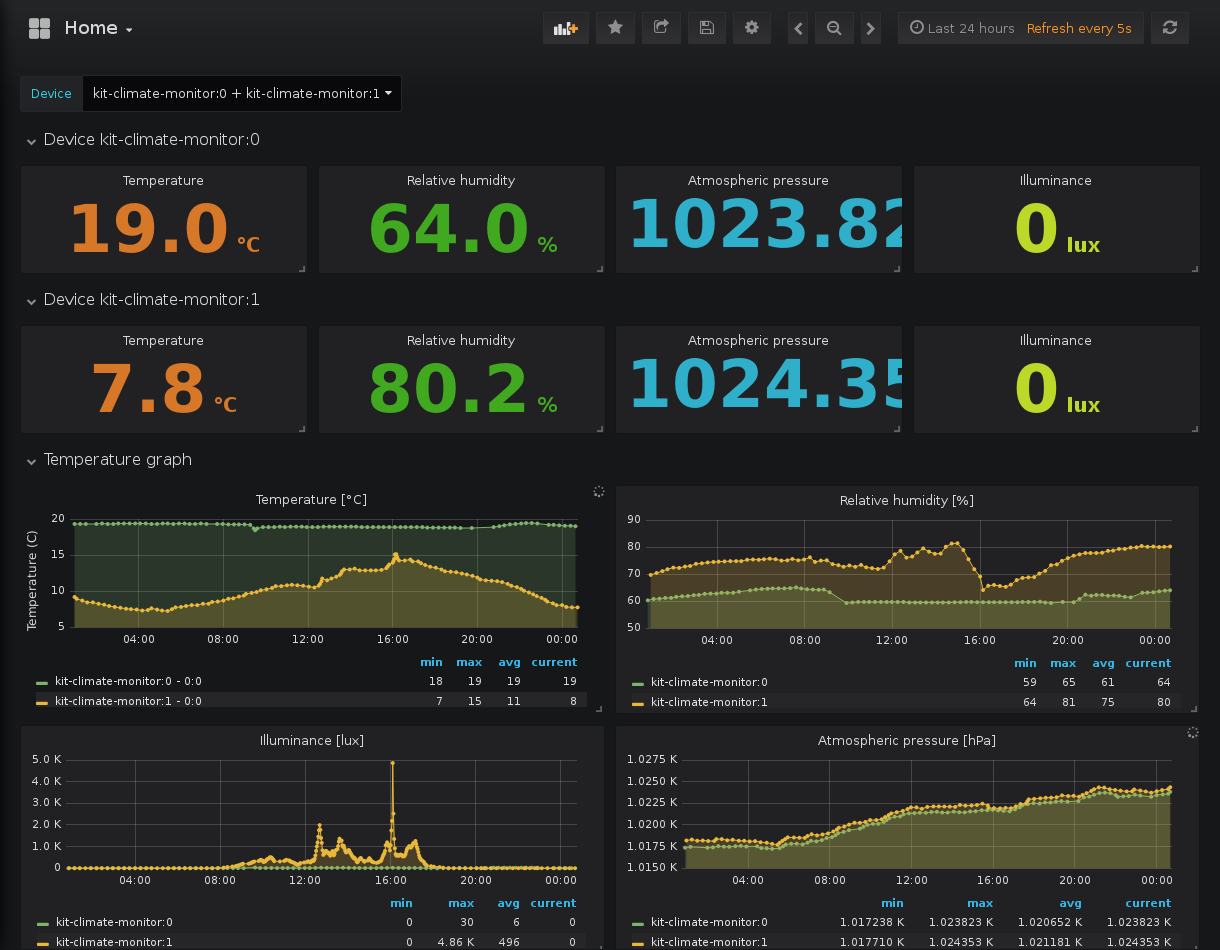 Home
Last 24 hours Refresh every 5s
Device kit-climate-monitor:0 + kit-climate-monitor:1
Device kit-climate-monitor:0
Temperature Relative humidity Atmospheric pressure Illuminance
19.0 °C 64.0 % 1023.82 0 lux
Device kit-climate-monitor:1
Temperature Relative humidity Atmospheric pressure Illuminance
7.8 °C 80.2 % 1024.35 0 lux
Temperature graph
Temperature [°C]
Temperature (C)
20
15
10
5
04:00 08:00 12:00 16:00 20:00 00:00
min max avg current
kit-climate-monitor:0 - 0:0 18 19 19 19
kit-climate-monitor:1 - 0:0 7 15 11 8
Relative humidity [%]
90
80
70
60
50
04:00 08:00 12:00 16:00 20:00 00:00
min max avg current
kit-climate-monitor:0 59 65 61 64
kit-climate-monitor:1 64 81 75 80
Illuminance [lux]
5.0 K
4.0 K
3.0 K
2.0 K
1.0 K
0
04:00 08:00 12:00 16:00 20:00 00:00
min max avg current
kit-climate-monitor:0 0 30 6 0
kit-climate-monitor:1 0 4.86 K 496 0
Atmospheric pressure [hPa]
1.0275 K
1.0250 K
1.0225 K
1.0200 K
1.0175 K
1.0150 K
04:00 08:00 12:00 16:00 20:00 00:00
min max avg current
kit-climate-monitor:0 1.017238 K 1.023823 K 1.020652 K 1.023823 K
kit-climate-monitor:1 1.017710 K 1.024353 K 1.021181 K 1.024353 K